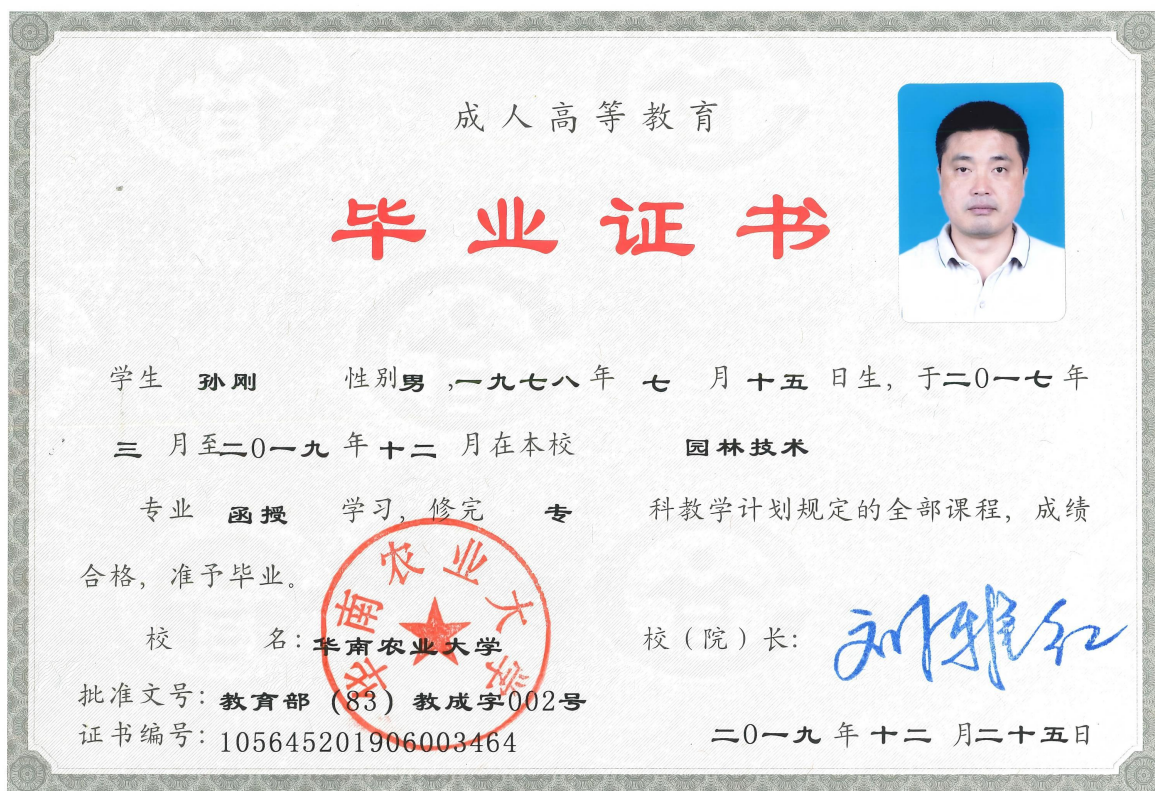 成人高等教育
毕业证书
学生 孙刚 性别男,一九七八年 七 月十五日生，于二0一七年
三 月至二0一九年十二 月在本校 园林技术
专业 函授 学习，修完 专 科教学计划规定的全部课程，成绩
合格，准予毕业。
华南农业大学
校 名：华南农业大学 校（院）长：刘雅红
批准文号：教育部（83）教成字002号
证书编号：105645201906003464 二0一九年十二月二十五日